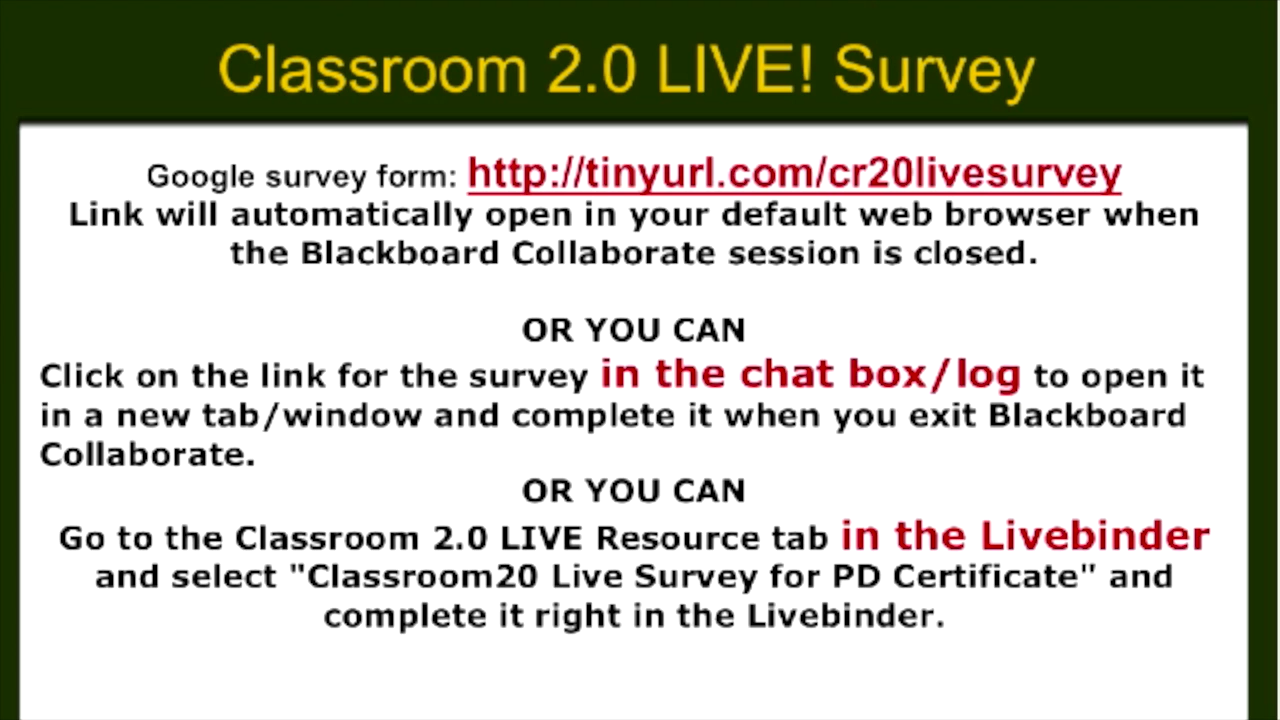 Classroom 2.0 LIVE! Survey
Google survey form: http://tinyurl.com/cr20livesurvey
Link will automatically open in your default web browser when
the Blackboard Collaborate session is closed.
OR YOU CAN
Click on the link for the survey in the chat box/log to open it
in a new tab/window and complete it when you exit Blackboard
Collaborate.
OR YOU CAN
Go to the Classroom 2.0 LIVE Resource tab in the Livebinder
and select "Classroom20 Live Survey for PD Certificate" and
complete it right in the Livebinder.